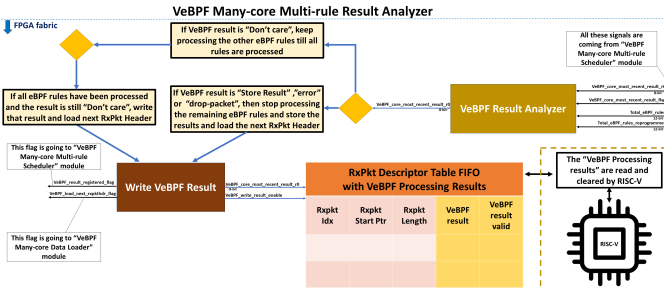 VeBPF Many-core Multi-rule Result Analyzer
FPGA fabric
If VeBPF result is "Don't care", keep
processing the other eBPF rules till all
rules are processed
All these signals are
coming from "VeBPF
Many-core Multi-rule
Scheduler" module
If all eBPF rules have been processed
and the result is still "Don't care", write
that result and load next RxPkt Header
If VeBPF Result is "Store Result" ,"error"
or "drop-packet", then stop processing
the remaining eBPF rules and store the
results and load the next RxPkt Header
VeBPF_core_most_recent_result_r0
VeBPF Result Analyzer
VeBPF_core_most_recent_result_r0
VeBPF_core_most_recent_result_flag
Total_eBPF_rules
Total_eBPF_rules_reprogramme
This flag is going to "VeBPF
Many-core Multi-rule
Scheduler" module
VeBPF_result_registered_flag
VeBPF_load_next_rxpkthdr_flag
This flag is going to "VeBPF
Many-core Data Loader"
module
Write VeBPF Result
VeBPF_core_most_recent_result_r0
VeBPF_write_result_enable
RxPkt Descriptor Table FIFO
with VeBPF Processing Results
Rxpkt
Idx
Rxpkt
Start Ptr
Rxpkt
Length
VeBPF
result
VeBPF
result
valid
The "VeBPF Processing
results" are read and
cleared by RISC-V
RISC-V